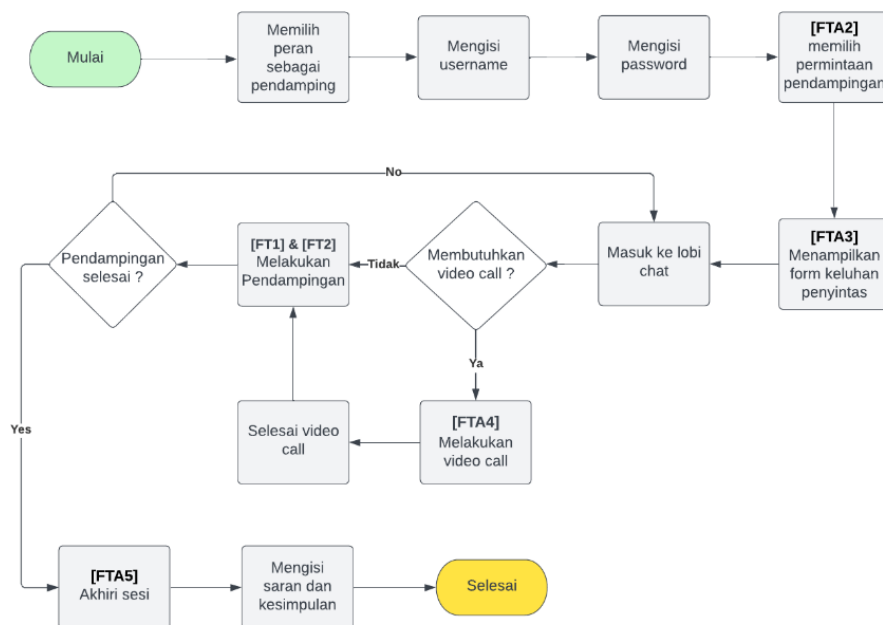 Mulai
Memilih
peran
sebagai
pendamping
Mengisi
username
Mengisi
password
[FTA2]
memilih
permintaan
pendampingan
No
Pendampingan
selesai ?
[FT1] & [FT2]
Melakukan
Pendampingan
Tidak
Membutuhkan
video call ?
Masuk ke lobi
chat
[FTA3]
Menampilkan
form keluhan
penyintas
Ya
Yes
Selesai video
call
[FTA4]
Melakukan
video call
[FTA5]
Akhiri sesi
Mengisi
saran dan
kesimpulan
Selesai